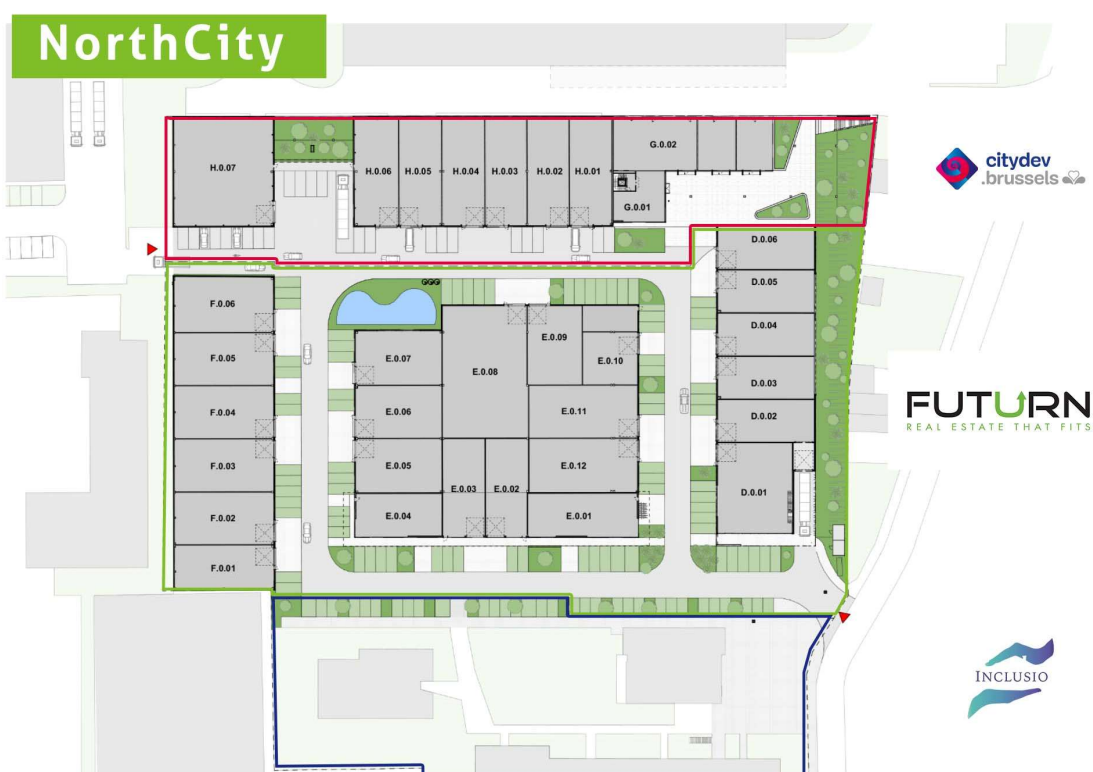 NorthCity
H.0.07
H.0.06
H.0.05
H.0.04
H.0.03
H.0.02
H.0.01
G.0.02
G.0.01
citydev
.brussels
D.0.06
D.0.05
D.0.04
D.0.03
D.0.02
D.0.01
F.0.06
F.0.05
F.0.04
F.0.03
F.0.02
F.0.01
E.0.07
E.0.08
E.0.09
E.0.10
E.0.06
E.0.11
E.0.05
E.0.12
E.0.03
E.0.02
E.0.04
E.0.01
FUTURN
REAL ESTATE THAT FITS
INCLUSIO